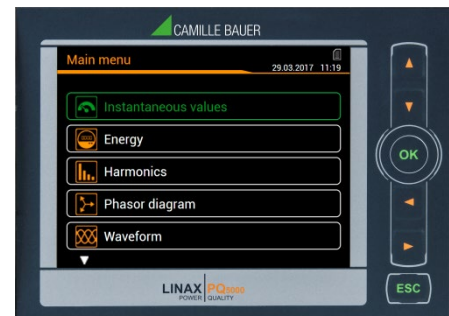 CAMILLE BAUER
Main menu
29.03.2017 11:19
Instantaneous values
Energy
Harmonics
Phasor diagram
Waveform
OK
ESC
LINAX PQ3000
POWER QUALITY